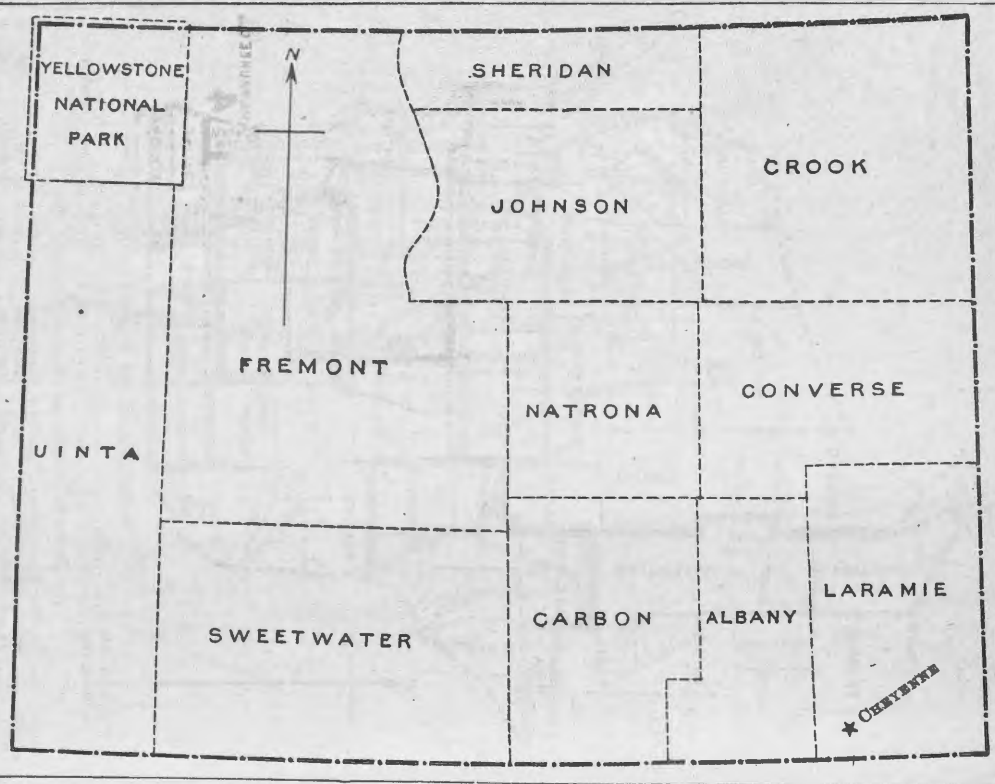 YELLOWSTONE
NATIONAL
PARK
N
SHERIDAN
CROOK
JOHNSON
FREMONT
NATRONA
CONVERSE
UINTA
SWEETWATER
CARBON
ALBANY
LARAMIE
CHEYENNE